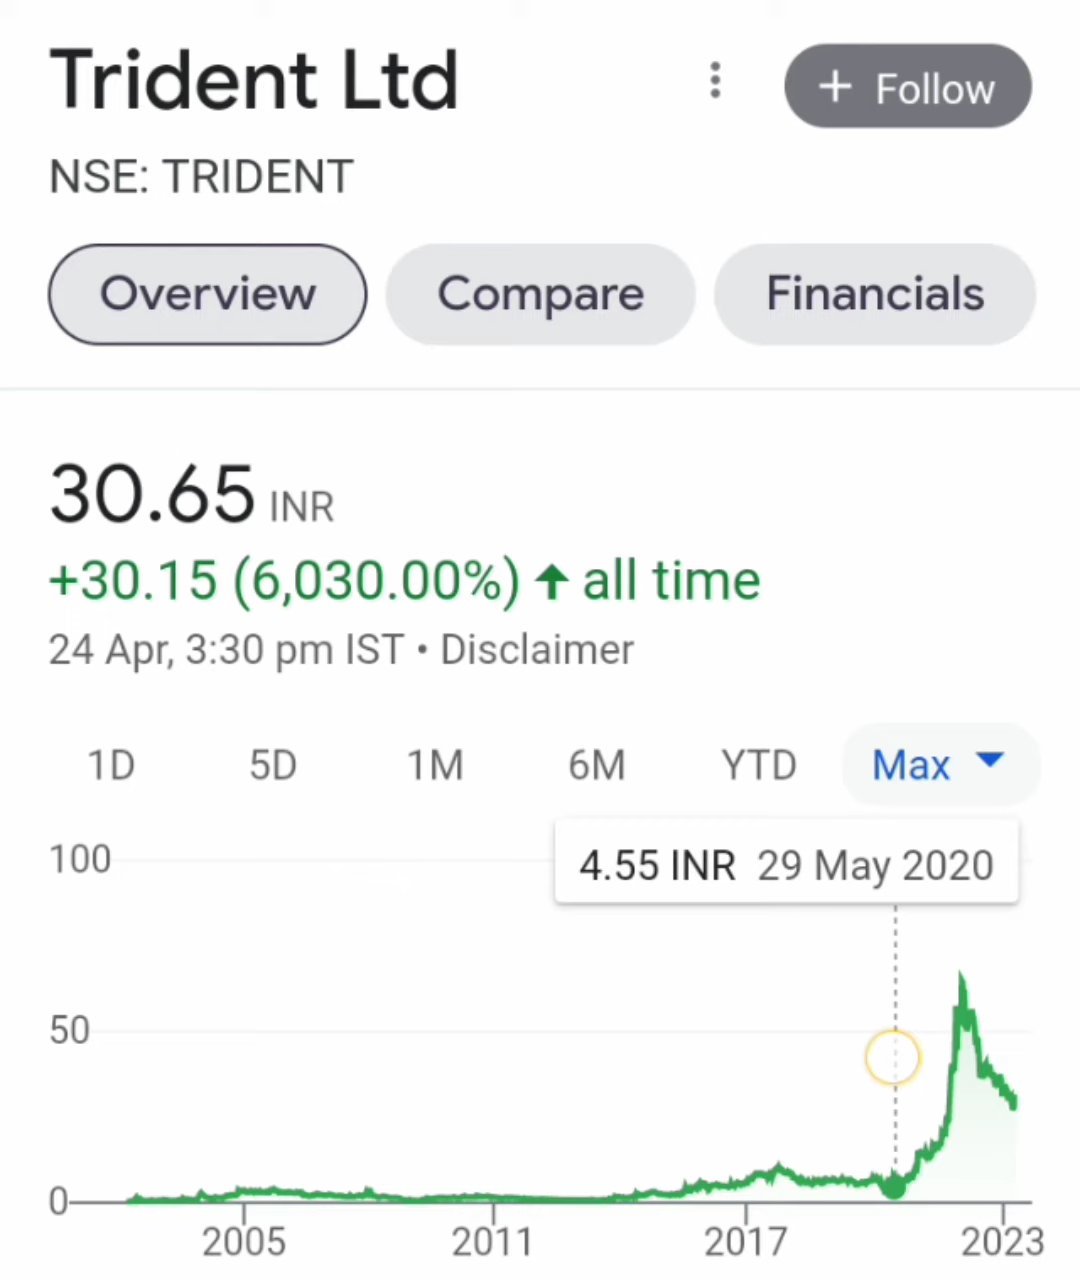 Trident Ltd
+ Follow
NSE: TRIDENT
Overview Compare Financials
30.65 INR
+30.15 (6,030.00%) ↑ all time
24 Apr, 3:30 pm IST • Disclaimer
1D 5D 1M 6M YTD Max
4.55 INR 29 May 2020
100
50
0
2005 2011 2017 2023